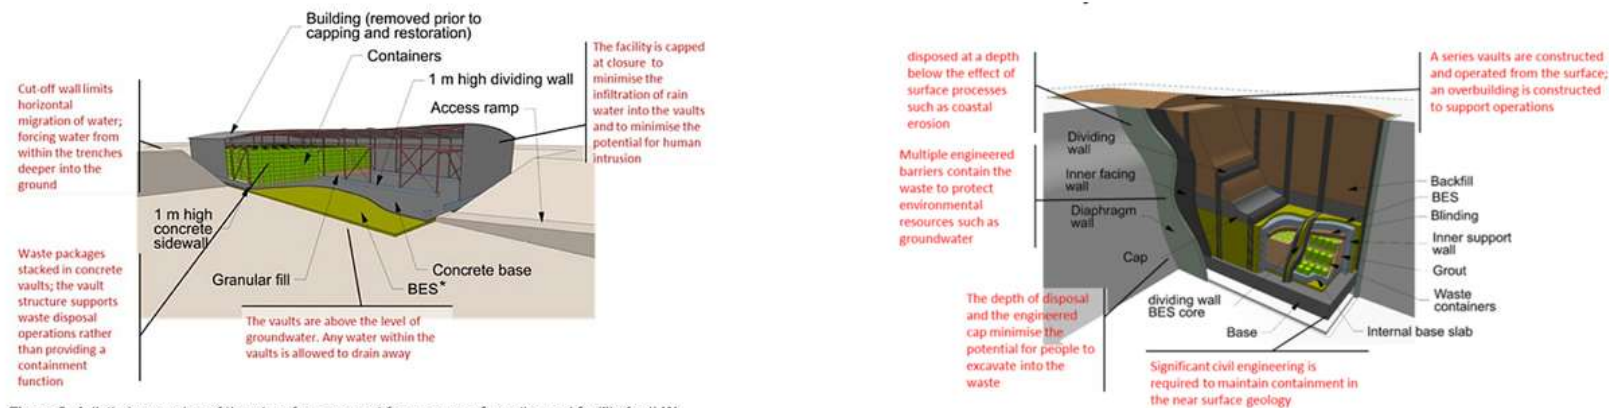 Building (removed prior to
capping and restoration)
Containers
1 m high dividing wall
Access ramp
The facility is capped
at closure to
minimise the
infiltration of rain
water into the vaults
and to minimise the
potential for human
intrusion
Cut-off wall limits
horizontal
migration of water;
forcing water from
within the trenches
deeper into the
ground
1 m high
concrete
sidewall
Waste packages
stacked in concrete
vaults; the vault
structure supports
waste disposal
operations rather
than providing a
containment
function
Granular fill
BES*
Concrete base
The vaults are above the level of
groundwater. Any water within the
vaults is allowed to drain away
disposed at a depth
below the effect of
surface processes
such as coastal
erosion
A series vaults are constructed
and operated from the surface;
an overbuilding is constructed
to support operations
Multiple engineered
barriers contain the
waste to protect
environmental
resources such as
groundwater
Dividing
wall
Inner facing
wall
Diaphragm
wall
Cap
Backfill
BES
Blinding
Inner support
wall
Grout
Waste
containers
Internal base slab
dividing wall
BES core
Base
The depth of disposal
and the engineered
cap minimise the
potential for people to
excavate into the
waste
Significant civil engineering is
required to maintain containment in
the near surface geology